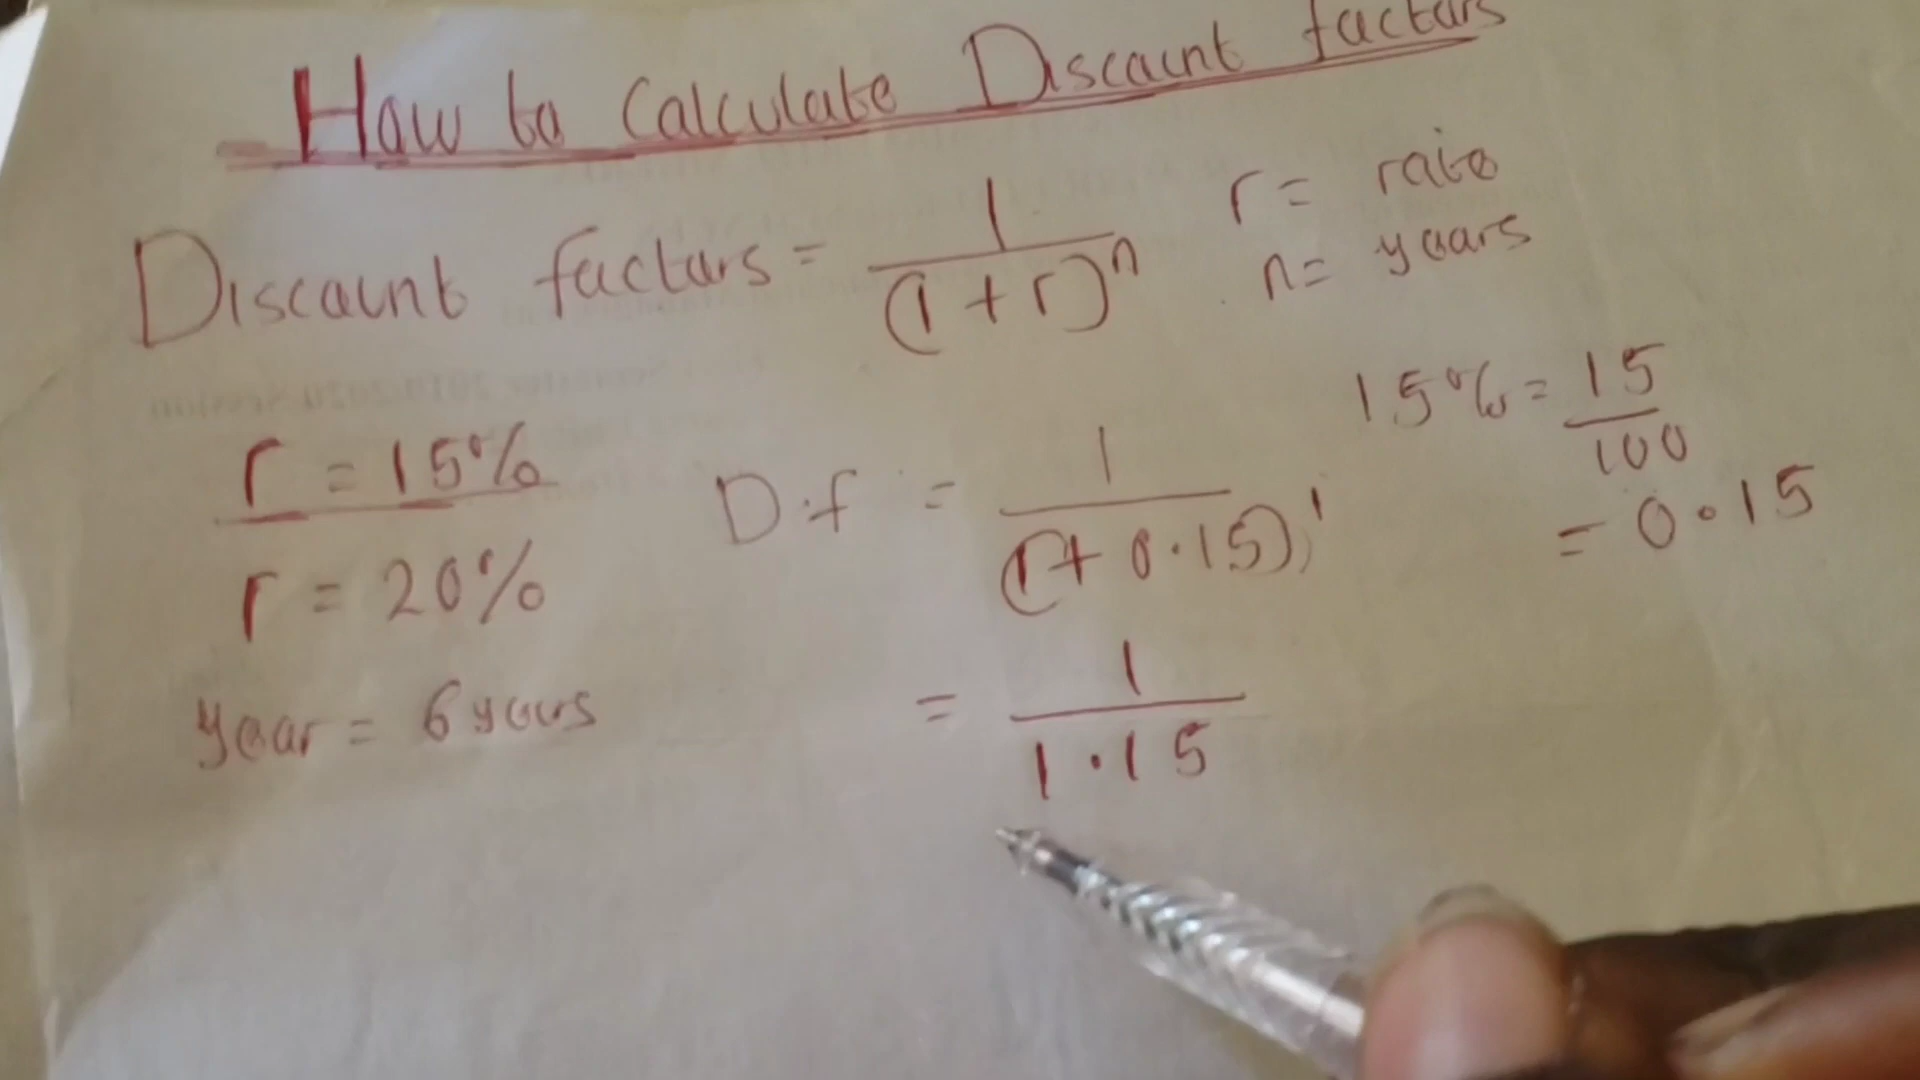 How to Calculate Discount factors
Discount factors = 1 / (1 + r)^n
r = rate
n = years
r = 15%
r = 20%
year = 6 years
D.f = 1 / (1 + 0.15)^1
= 1 / 1.15
15% = 15 / 100
= 0.15